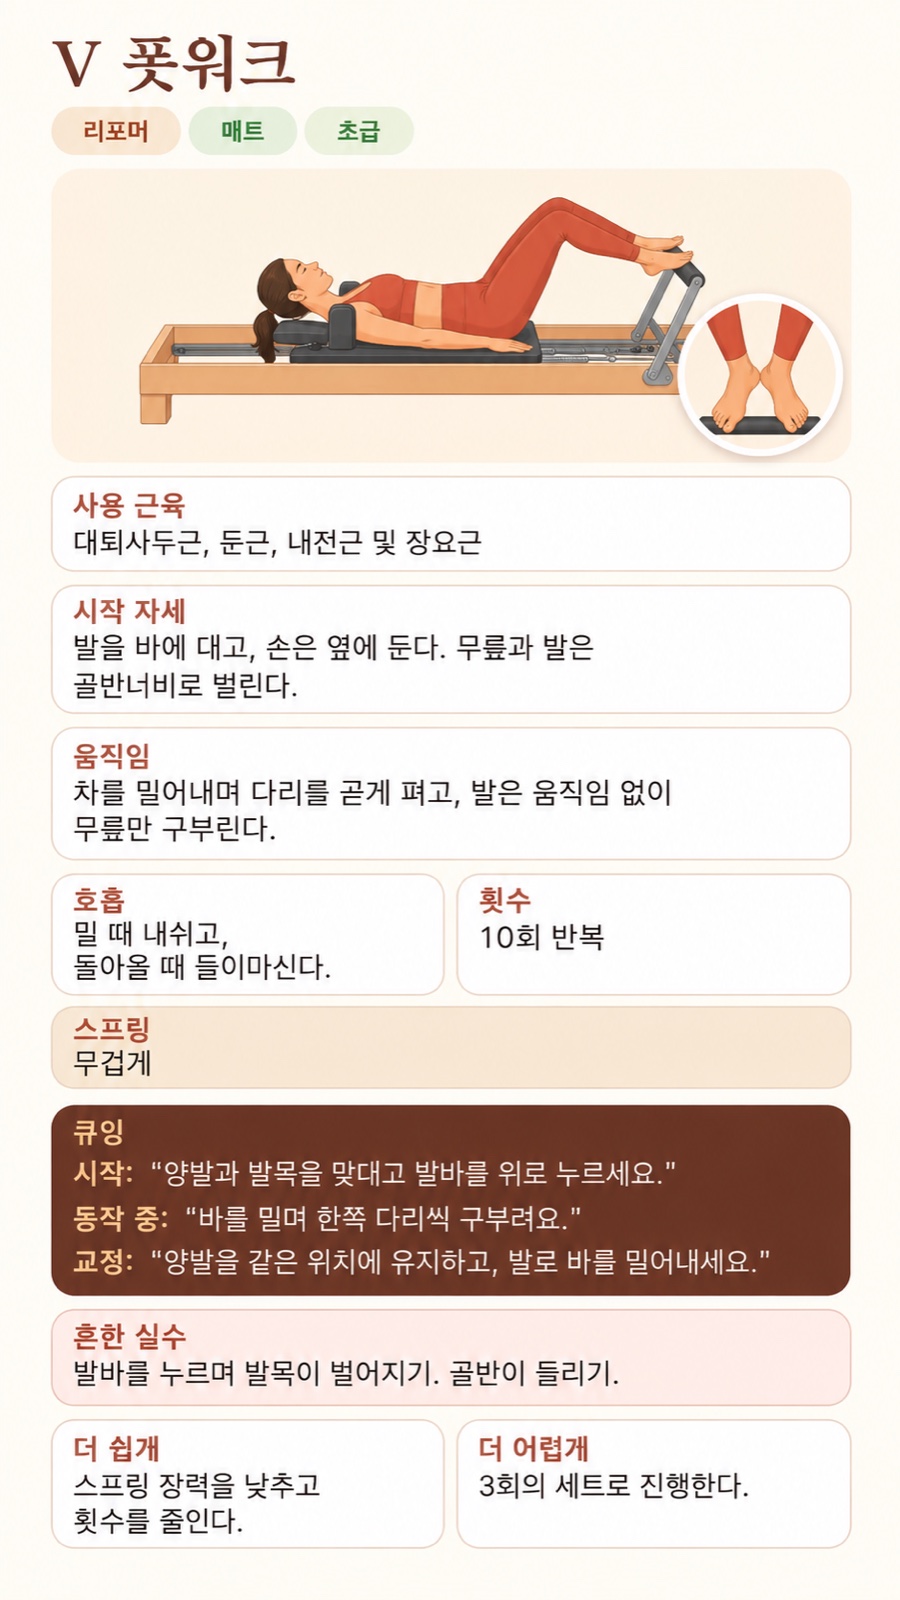 V 풋워크
리포머
매트
초급
사용 근육
대퇴사두근, 둔근, 내전근 및 장요근
시작 자세
발을 바에 대고, 손은 옆에 둔다. 무릎과 발은
골반너비로 벌린다.
움직임
차를 밀어내며 다리를 곧게 펴고, 발은 움직임 없이
무릎만 구부린다.
호흡
밀 때 내쉬고,
돌아올 때 들이마신다.
횟수
10회 반복
스프링
무겁게
큐잉
시작: “양발과 발목을 맞대고 발바를 위로 누르세요.”
동작 중: “바를 밀며 한쪽 다리씩 구부려요.”
교정: “양발을 같은 위치에 유지하고, 발로 바를 밀어내세요.”
흔한 실수
발바를 누르며 발목이 벌어지기. 골반이 들리기.
더 쉽개
스프링 장력을 낮추고
횟수를 줄인다.
더 어렵개
3회의 세트로 진행한다.